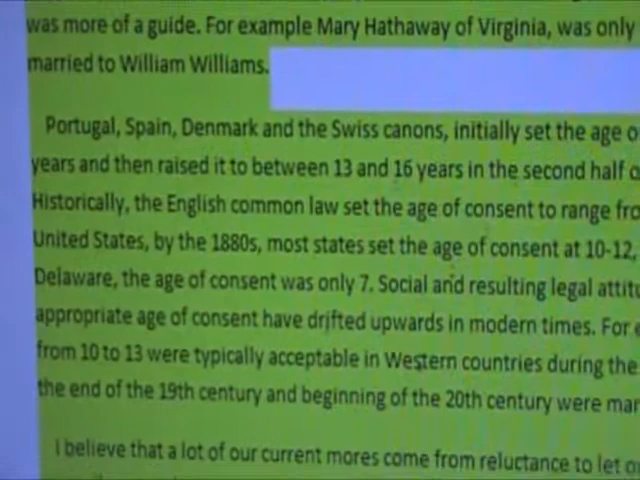 was more of a guide. For example Mary Hathaway of Virginia, was only
married to William Williams.
Portugal, Spain, Denmark and the Swiss canons, initially set the age o
years and then raised it to between 13 and 16 years in the second half o
Historically, the English common law set the age of consent to range fro
United States, by the 1880s, most states set the age of consent at 10-12,
Delaware, the age of consent was only 7. Social and resulting legal attitu
appropriate age of consent have drifted upwards in modern times. For e
from 10 to 13 were typically acceptable in Western countries during the
the end of the 19th century and beginning of the 20th century were mar
I believe that a lot of our current mores come from reluctance to let o